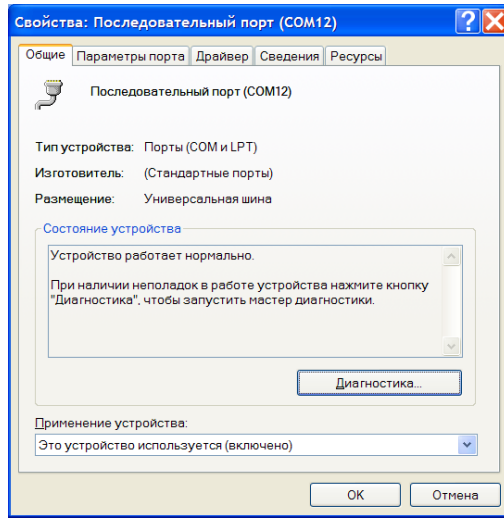 Свойства: Последовательный порт (COM12)
Общие Параметры порта Драйвер Сведения Ресурсы
Последовательный порт (COM12)
Тип устройства: Порты (COM и LPT)
Изготовитель: (Стандартные порты)
Размещение: Универсальная шина
Состояние устройства
Устройство работает нормально.
При наличии неполадок в работе устройства нажмите кнопку
"Диагностика", чтобы запустить мастер диагностики.
Диагностика...
Применение устройства:
Это устройство используется (включено)
OK Отмена